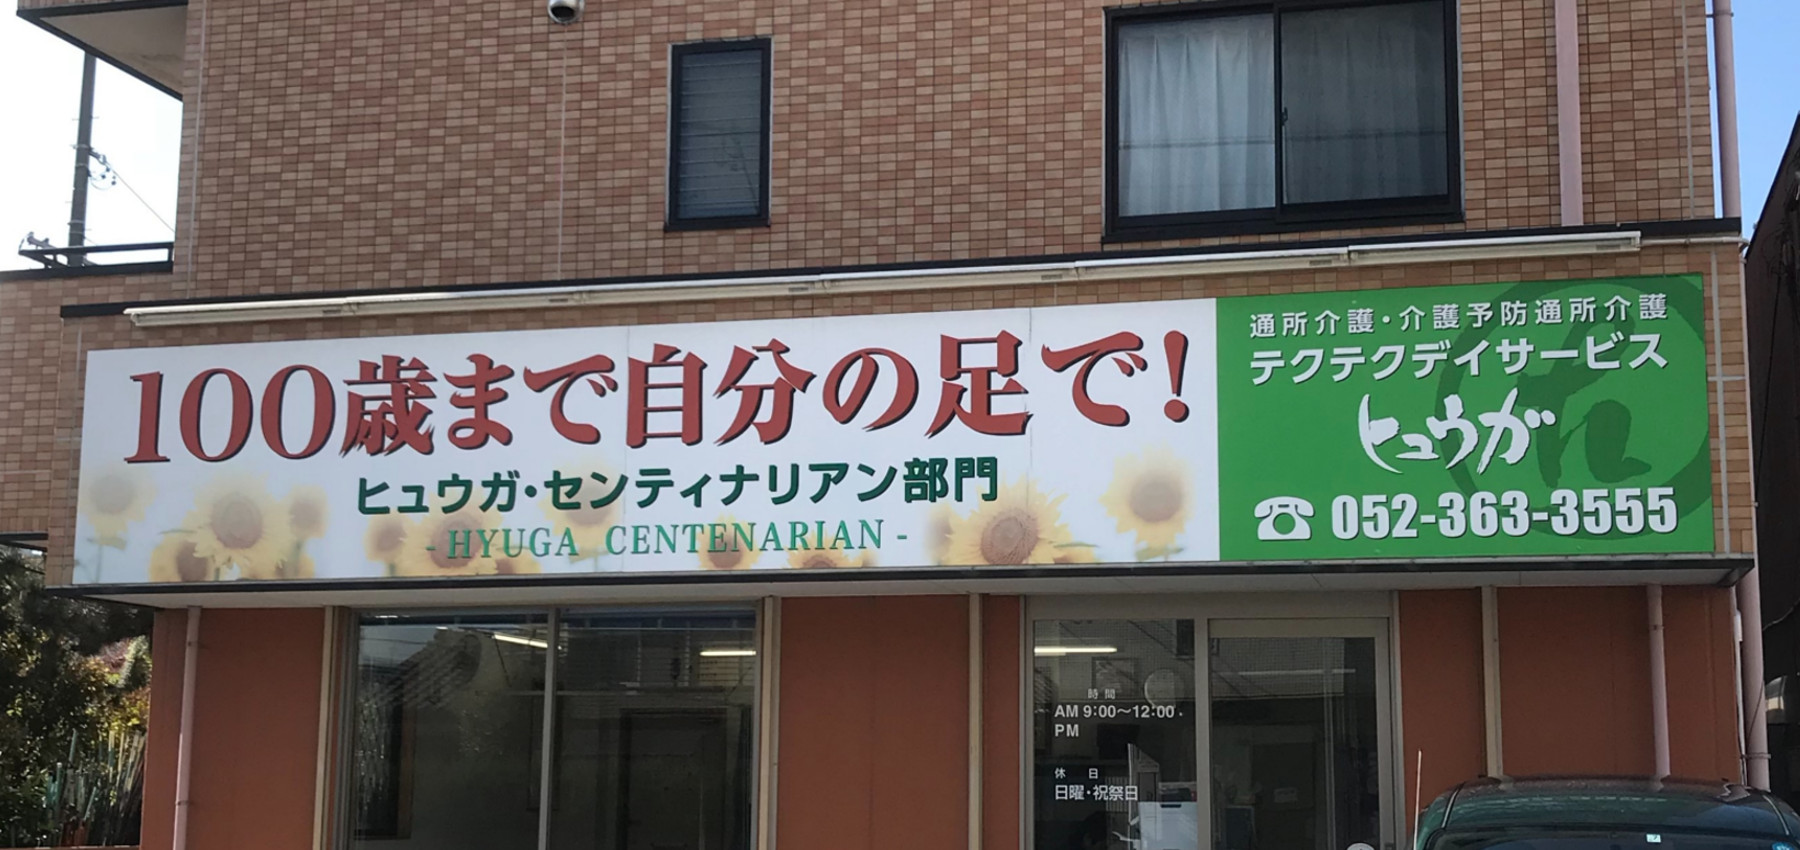 100歳まで自分の足で!
ヒュウガ・センティナリアン部門
- HYUGA CENTENARIAN -
通所介護・介護予防通所介護
テクテクデイサービス
ヒュウガ
☎ 052-363-3555
時間
AM 9:00〜12:00
PM
休 日
日曜・祝祭日